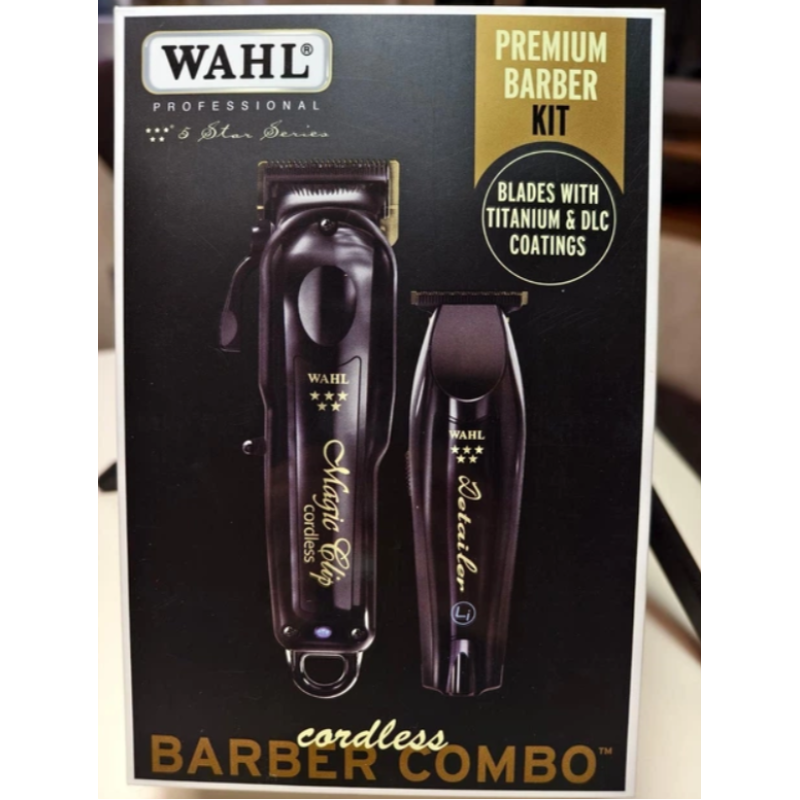 WAHL®
PROFESSIONAL
5 Star Series
PREMIUM
BARBER
KIT
BLADES WITH
TITANIUM & DLC
COATINGS
WAHL
Magic Clip
cordless
WAHL
Detailer
Li
cordless
BARBER COMBO™